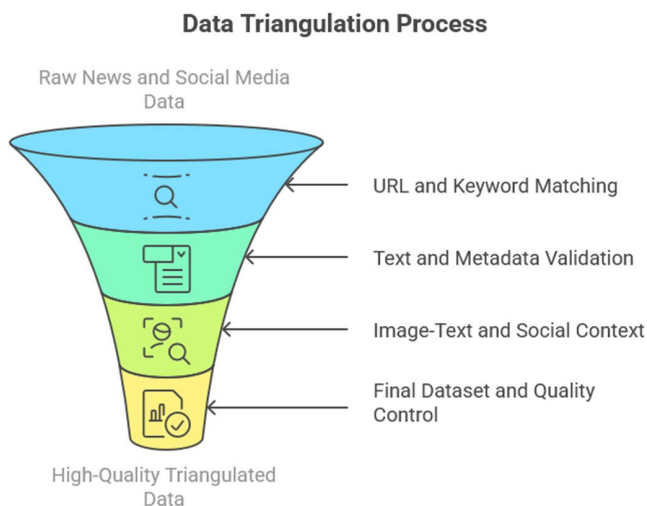 Data Triangulation Process
Raw News and Social Media
Data
URL and Keyword Matching
Text and Metadata Validation
Image-Text and Social Context
Final Dataset and Quality
Control
High-Quality Triangulated
Data